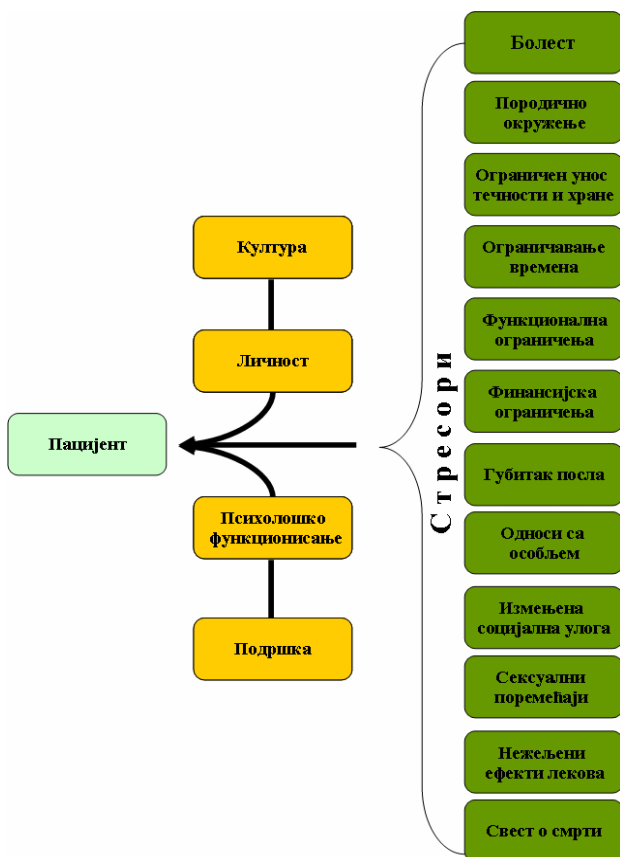 Пацијент
Култура
Личност
Психолошко
функционисање
Подршка
Стресори
Болест
Породично
окружење
Ограничен унос
течности и хране
Ограничавање
времена
Функционална
ограничења
Финансијска
ограничења
Губитак посла
Односи са
особљем
Измењена
социјална улога
Сексуални
поремећаји
Нежељени
ефекти лекова
Свест о смрти